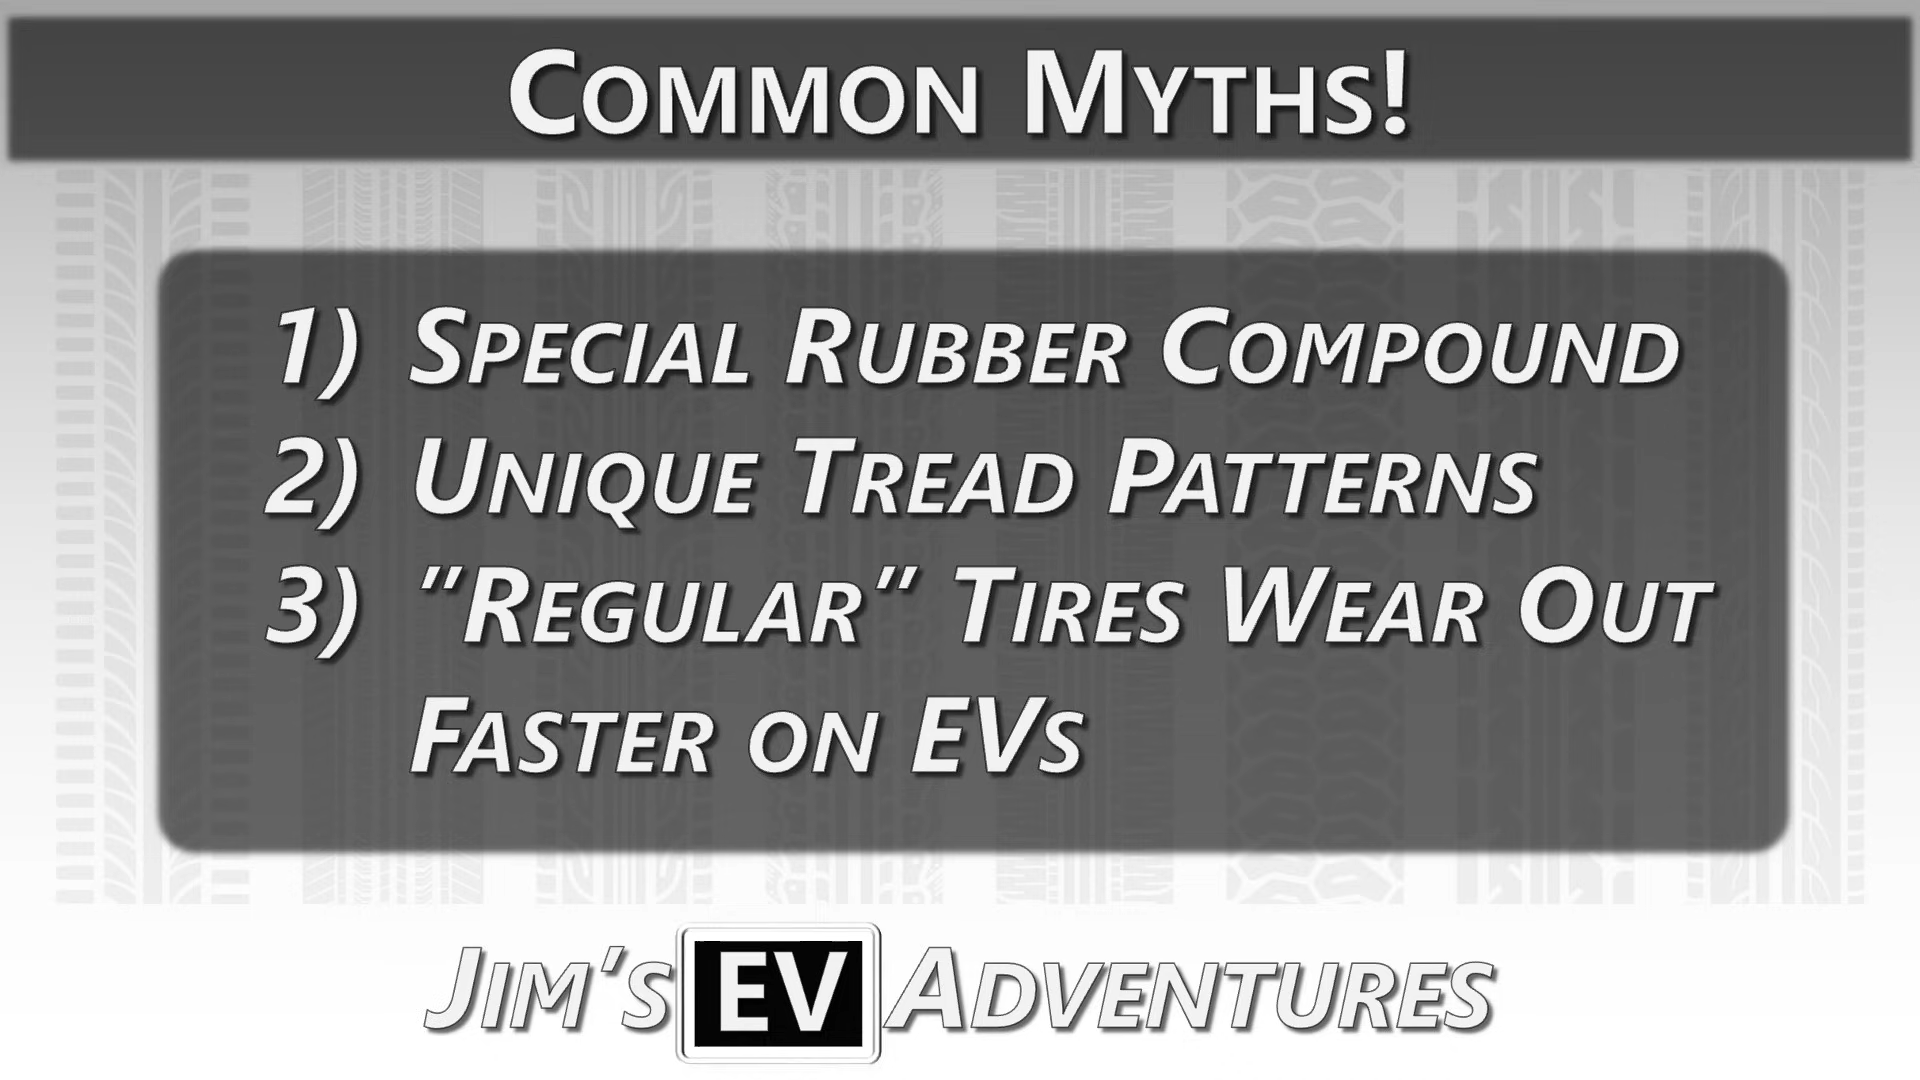 Common Myths!
1) Special Rubber Compound
2) Unique Tread Patterns
3) "Regular" Tires Wear Out
Faster on EVs
Jim's EV Adventures